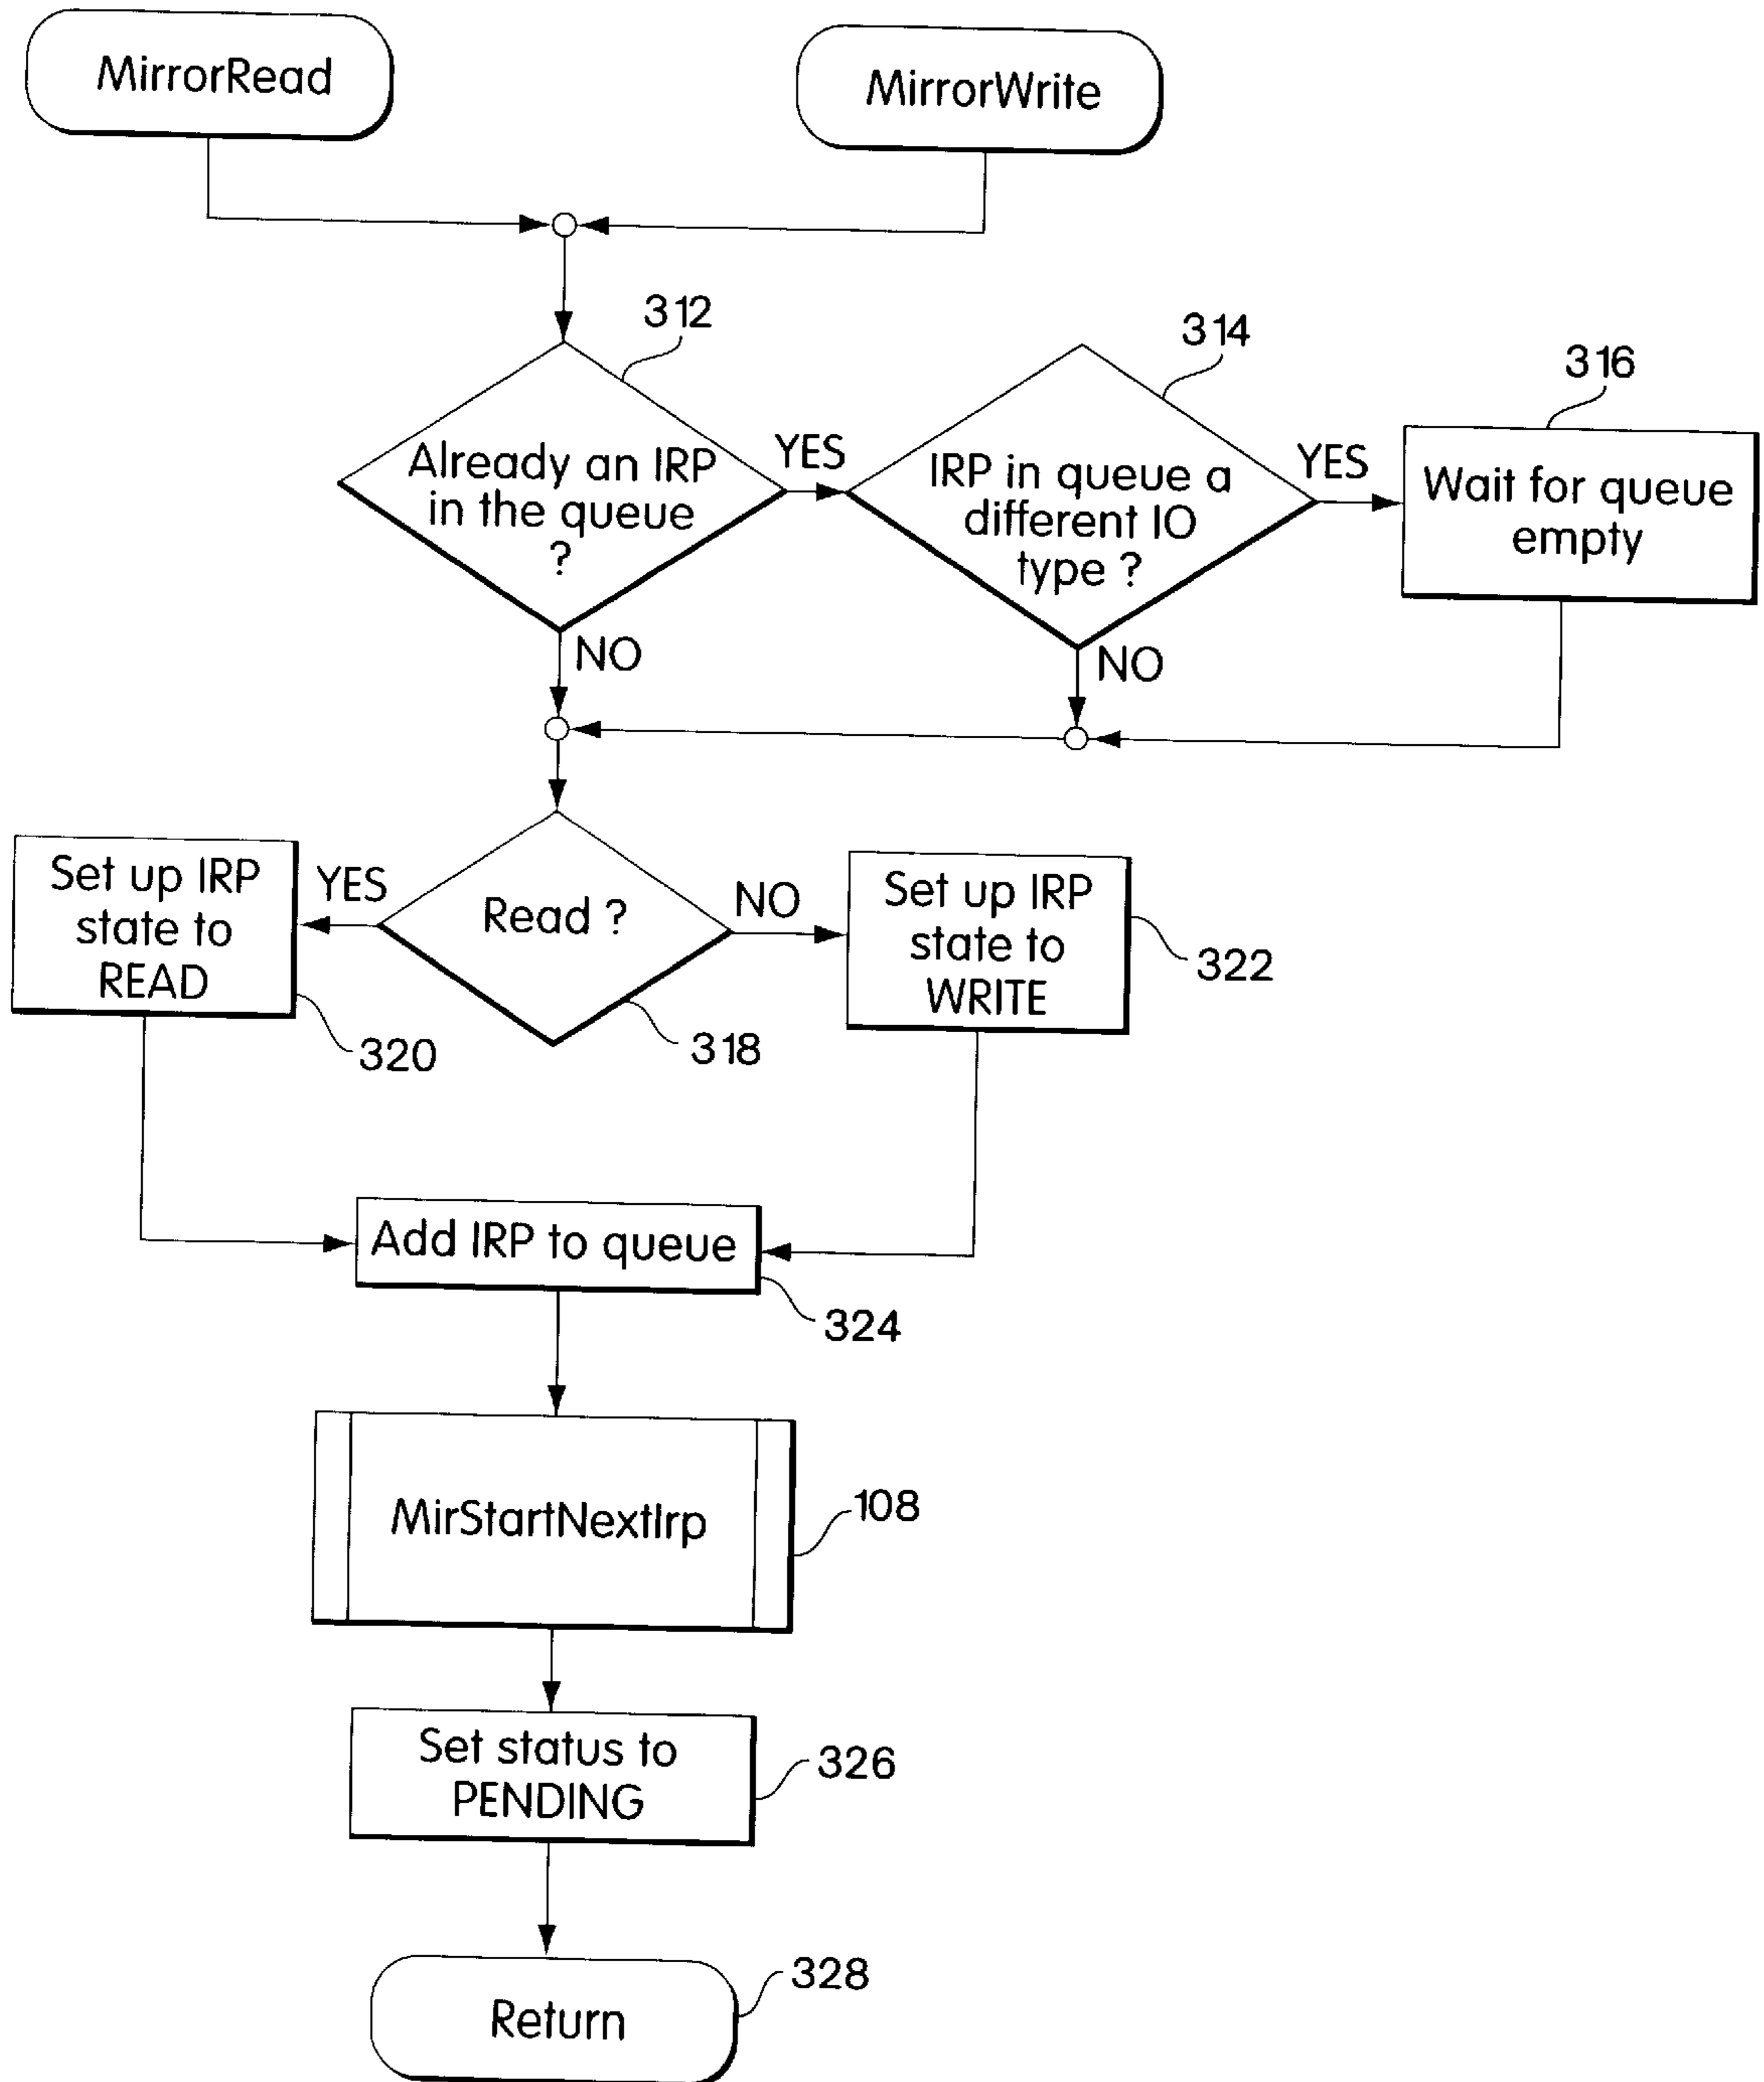 MirrorRead
MirrorWrite
312
314
316
Already an IRP
in the queue
?
YES
IRP in queue a
different IO
type ?
YES
Wait for queue
empty
NO
NO
Set up IRP
state to
READ
YES
Read ?
NO
Set up IRP
state to
WRITE
320
318
322
Add IRP to queue
324
MirStartNextIrp
108
Set status to
PENDING
326
Return
328